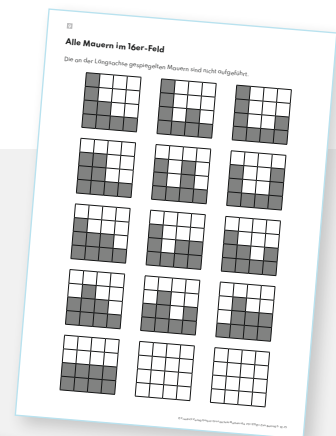 Alle Mauern im 16er-Feld
Die an der Längsachse gespiegelten Mauern sind nicht aufgeführt.